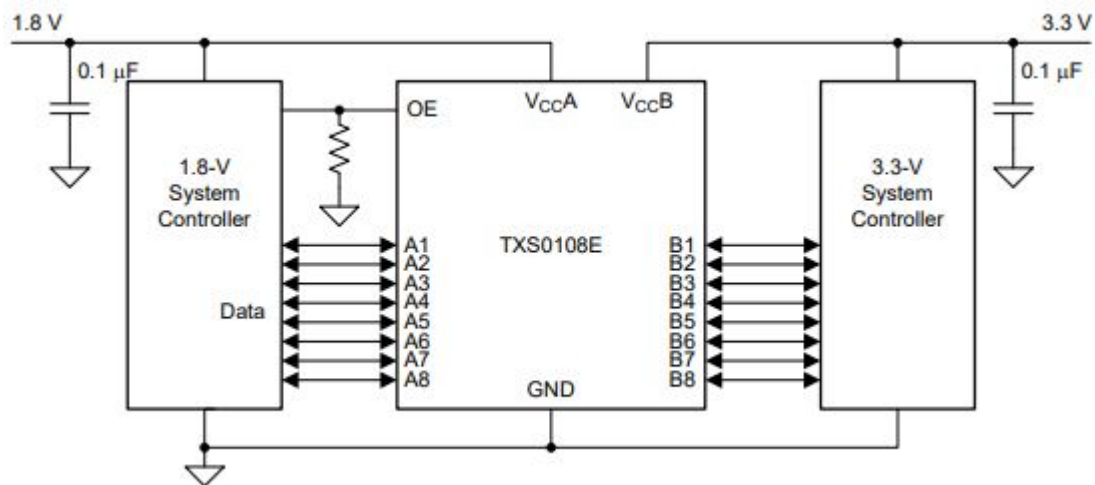 1.8 V
3.3 V
0.1 µF
0.1 µF
OE
V_CCA
V_CCB
1.8-V
System
Controller
3.3-V
System
Controller
TXS0108E
Data
A1
A2
A3
A4
A5
A6
A7
A8
B1
B2
B3
B4
B5
B6
B7
B8
GND